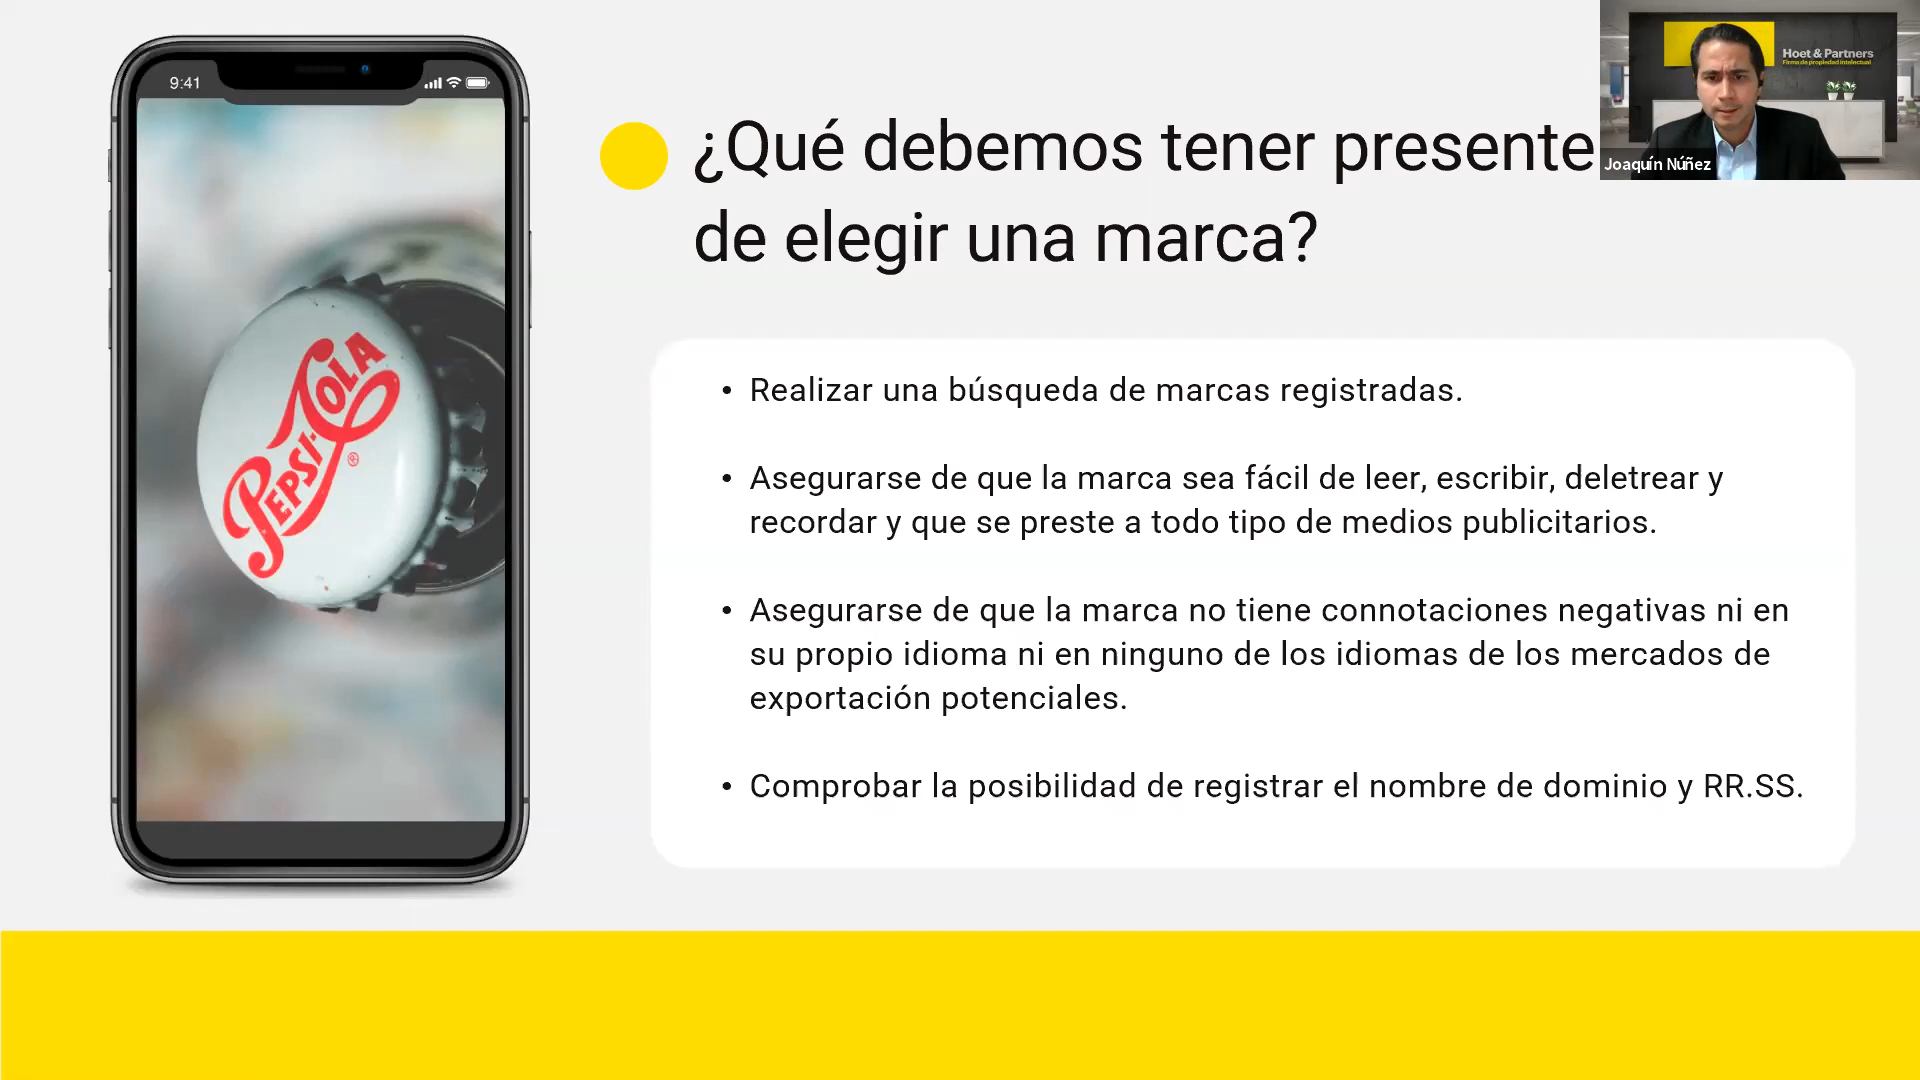 9:41
PEPSI·COLA
®
¿Qué debemos tener presente
de elegir una marca?
Hoet & Partners
Firma de propiedad intelectual
Joaquín Núñez
• Realizar una búsqueda de marcas registradas.
• Asegurarse de que la marca sea fácil de leer, escribir, deletrear y
recordar y que se preste a todo tipo de medios publicitarios.
• Asegurarse de que la marca no tiene connotaciones negativas ni en
su propio idioma ni en ninguno de los idiomas de los mercados de
exportación potenciales.
• Comprobar la posibilidad de registrar el nombre de dominio y RR.SS.